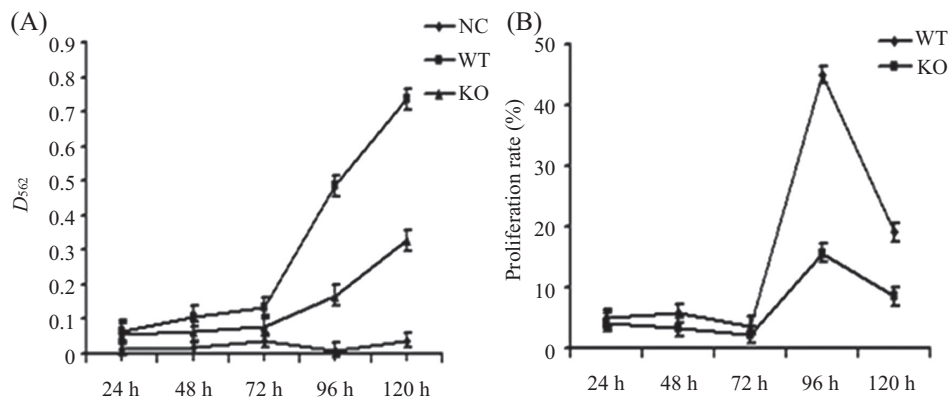 (A)
D562
0.9
0.8
0.7
0.6
0.5
0.4
0.3
0.2
0.1
0
24 h 48 h 72 h 96 h 120 h
NC
WT
KO
(B)
Proliferation rate (%)
50
40
30
20
10
0
24 h 48 h 72 h 96 h 120 h
WT
KO